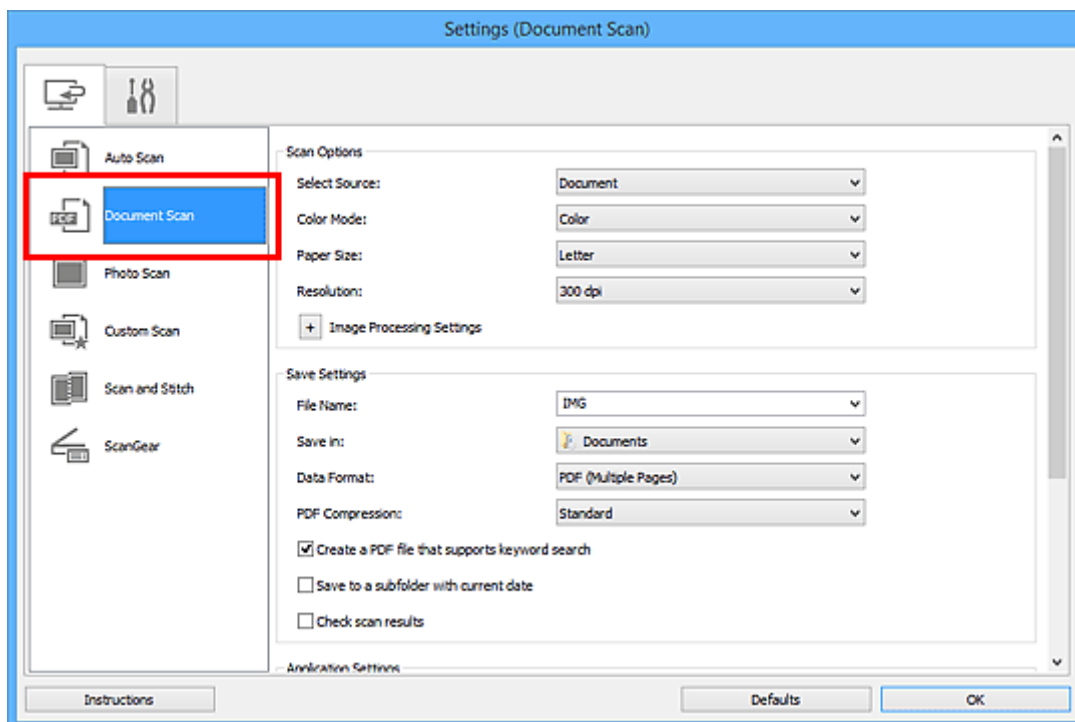 Settings (Document Scan)
Auto Scan
PDF
Document Scan
Photo Scan
Custom Scan
Scan and Stitch
ScanGear
Scan Options
Select Source: Document
Color Mode: Color
Paper Size: Letter
Resolution: 300 dpi
+ Image Processing Settings
Save Settings
File Name: IMG
Save in: Documents
Data Format: PDF (Multiple Pages)
PDF Compression: Standard
Create a PDF file that supports keyword search
Save to a subfolder with current date
Check scan results
Application Settings
Instructions
Defaults
OK